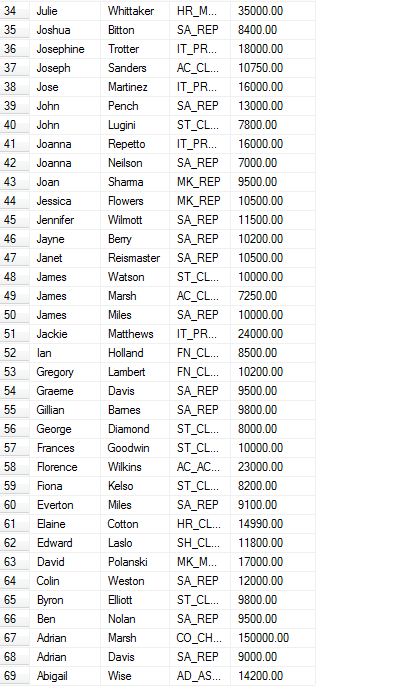 34 Julie Whittaker HR_M... 35000.00
35 Joshua Bitton SA_REP 8400.00
36 Josephine Trotter IT_PR... 18000.00
37 Joseph Sanders AC_CL... 10750.00
38 Jose Martinez IT_PR... 16000.00
39 John Pench SA_REP 13000.00
40 John Lugini ST_CL... 7800.00
41 Joanna Repetto IT_PR... 16000.00
42 Joanna Neilson SA_REP 7000.00
43 Joan Sharma MK_REP 9500.00
44 Jessica Flowers MK_REP 10500.00
45 Jennifer Wilmott SA_REP 11500.00
46 Jayne Berry SA_REP 10200.00
47 Janet Reismaster SA_REP 10500.00
48 James Watson ST_CL... 10000.00
49 James Marsh AC_CL... 7250.00
50 James Miles SA_REP 10000.00
51 Jackie Matthews IT_PR... 24000.00
52 Ian Holland FN_CL... 8500.00
53 Gregory Lambert FN_CL... 10200.00
54 Graeme Davis SA_REP 9500.00
55 Gillian Barnes SA_REP 9800.00
56 George Diamond ST_CL... 8000.00
57 Frances Goodwin ST_CL... 10000.00
58 Florence Wilkins AC_AC... 23000.00
59 Fiona Kelso ST_CL... 8200.00
60 Everton Miles SA_REP 9100.00
61 Elaine Cotton HR_CL... 14990.00
62 Edward Laslo SH_CL... 11800.00
63 David Polanski MK_M... 17000.00
64 Colin Weston SA_REP 12000.00
65 Byron Elliott ST_CL... 9800.00
66 Ben Nolan SA_REP 9500.00
67 Adrian Marsh CO_CH... 150000.00
68 Adrian Davis SA_REP 9000.00
69 Abigail Wise AD_AS... 14200.00